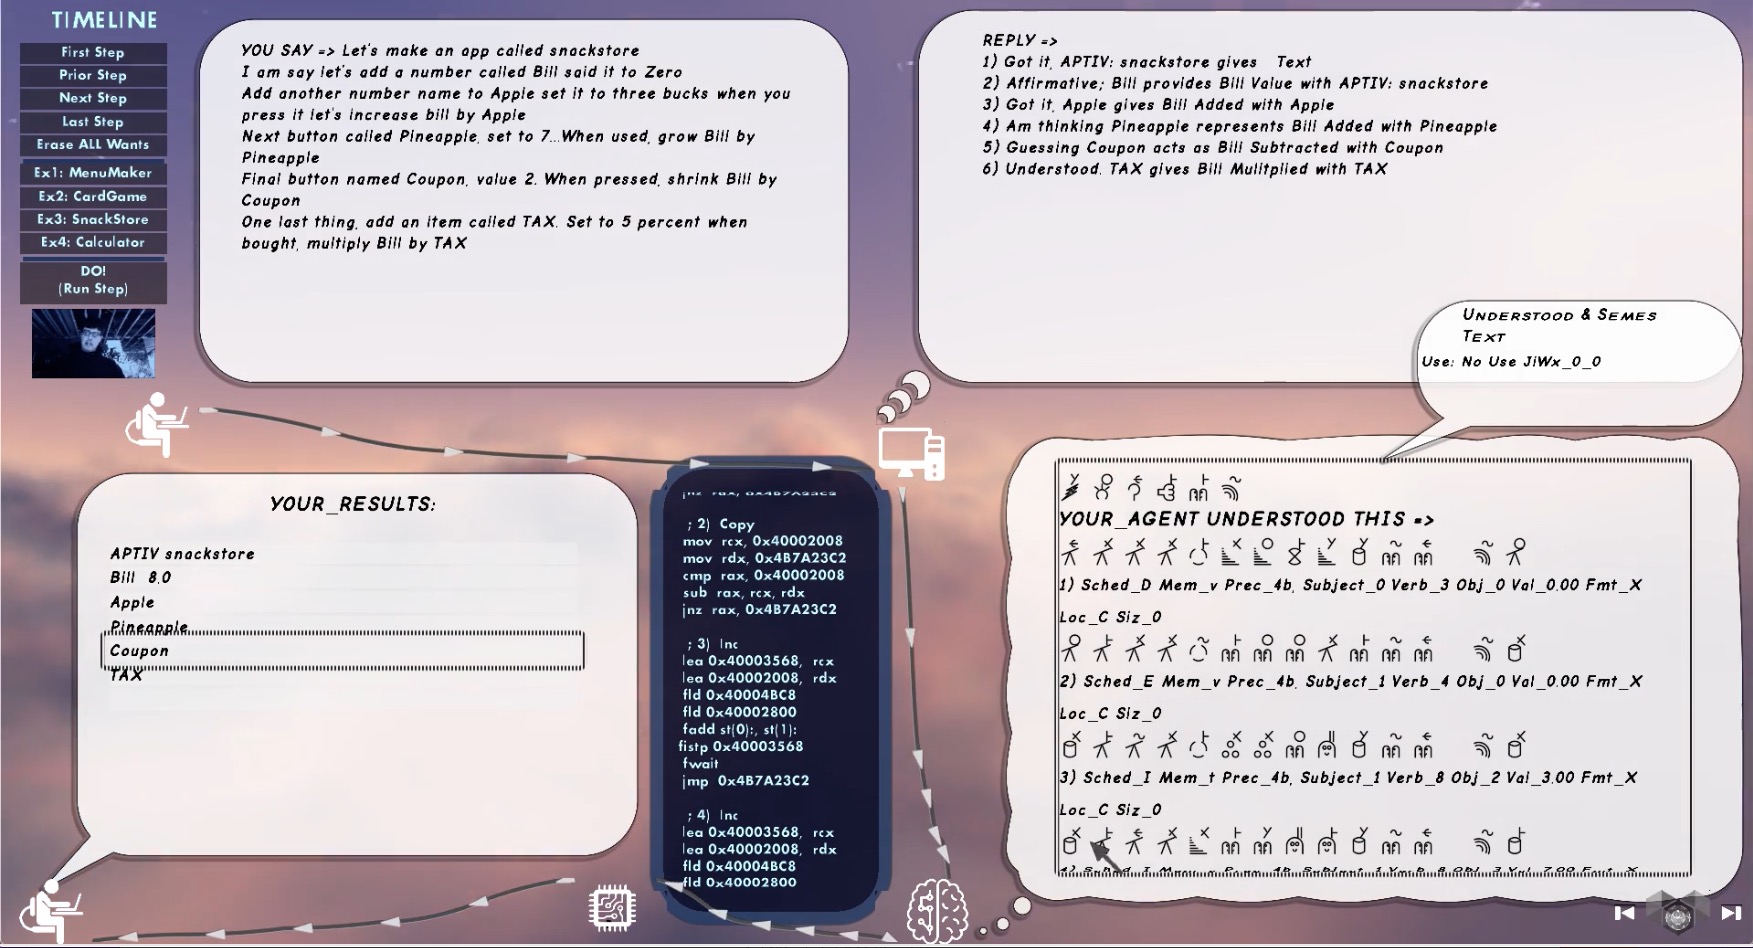 TIMELINE
First Step
Prior Step
Next Step
Last Step
Erase ALL Wants
Ex1: MenuMaker
Ex2: CardGame
Ex3: SnackStore
Ex4: Calculator
DO!
(Run Step)
YOU SAY => Let's make an app called snackstore
I am say let's add a number called Bill said it to Zero
Add another number name to Apple set it to three bucks when you
press it let's increase bill by Apple
Next button called Pineapple, set to 7...When used, grow Bill by
Pineapple
Final button named Coupon, value 2. When pressed, shrink Bill by
Coupon
One last thing, add an item called TAX. Set to 5 percent when
bought, multiply Bill by TAX
REPLY =>
1) Got it, APTIV: snackstore gives Text
2) Affirmative; Bill provides Bill Value with APTIV: snackstore
3) Got it, Apple gives Bill Added with Apple
4) Am thinking Pineapple represents Bill Added with Pineapple
5) Guessing Coupon acts as Bill Subtracted with Coupon
6) Understood. TAX gives Bill Mulitplied with TAX
UNDERSTOOD & SEMES
TEXT
Use: No Use JiWx_0_0
YOUR_RESULTS:
APTIV snackstore
Bill 8.0
Apple
Pineapple
Coupon
TAX
jnz rax, 0x4B7A23C2
; 2) Copy
mov rcx, 0x40002008
mov rdx, 0x4B7A23C2
cmp rax, 0x40002008
sub rax, rcx, rdx
jnz rax, 0x4B7A23C2
; 3) Inc
lea 0x40003568, rcx
lea 0x40002008, rdx
fld 0x40004BC8
fld 0x40002800
fadd st(0):, st(1):
fistp 0x40003568
fwait
jmp 0x4B7A23C2
; 4) Inc
lea 0x40003568, rcx
lea 0x40002008, rdx
fld 0x40004BC8
fld 0x40002800
YOUR_AGENT UNDERSTOOD THIS =>
1) Sched_D Mem_v Prec_4b, Subject_0 Verb_3 Obj_0 Val_0.00 Fmt_X
Loc_C Siz_0
2) Sched_E Mem_v Prec_4b, Subject_1 Verb_4 Obj_0 Val_0.00 Fmt_X
Loc_C Siz_0
3) Sched_I Mem_t Prec_4b, Subject_1 Verb_8 Obj_2 Val_3.00 Fmt_X
Loc_C Siz_0